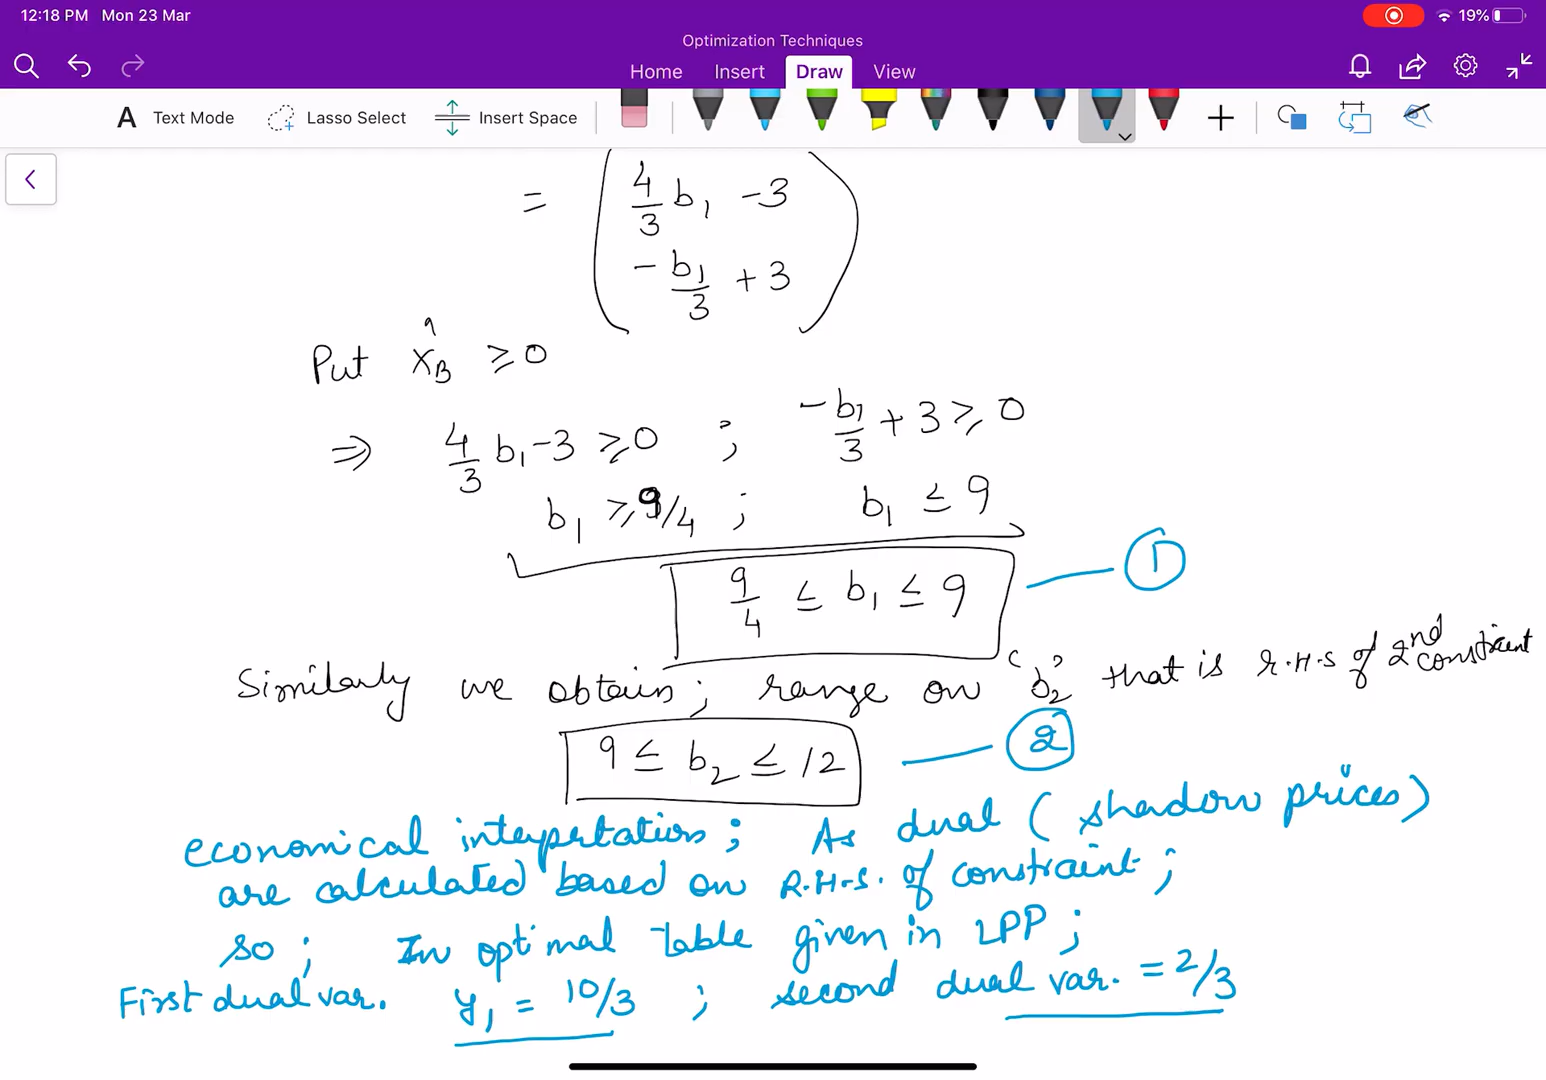 12:18 PM Mon 23 Mar
19%
Optimization Techniques
Home Insert Draw View
A Text Mode Lasso Select Insert Space
= ( 4/3 b₁ -3
-b₁/3 + 3 )
Put x̂_B ≥ 0
⇒ 4/3 b₁ -3 ≥ 0 ; -b₁/3 + 3 ≥ 0
b₁ ≥ 9/4 ; b₁ ≤ 9
9/4 ≤ b₁ ≤ 9 — ①
Similarly we obtain; range on 'b₂' that is R.H.S of 2nd constraint
9 ≤ b₂ ≤ 12 — ②
economical interpretation; As dual (shadow prices)
are calculated based on R.H.S. of constraint;
so; In optimal table given in LPP;
First dual var. y₁ = 10/3 ; second dual var. = 2/3